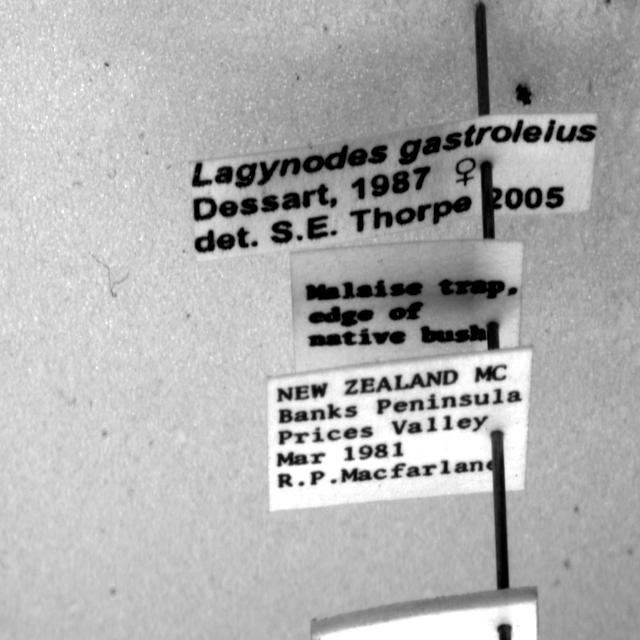 Lagynodes gastroleius
Dessart, 1987 ♀
det. S.E. Thorpe 2005
Malaise trap,
edge of
native bush
NEW ZEALAND MC
Banks Peninsula
Prices Valley
Mar 1981
R.P.Macfarlane